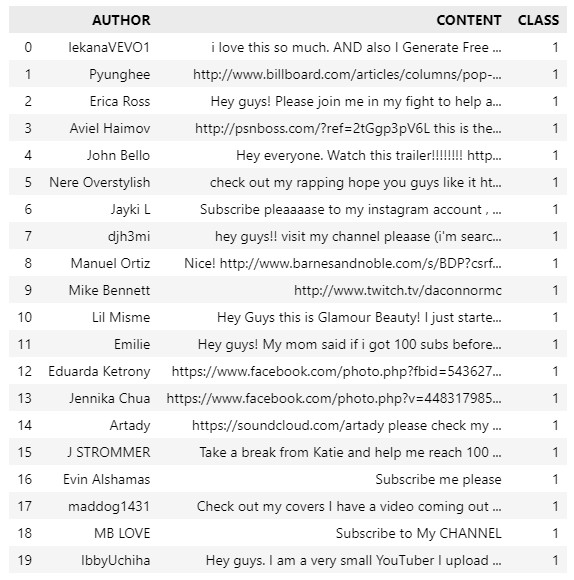 AUTHOR CONTENT CLASS
0 lekanaVEVO1 i love this so much. AND also I Generate Free ... 1
1 Pyunghee http://www.billboard.com/articles/columns/pop-... 1
2 Erica Ross Hey guys! Please join me in my fight to help a... 1
3 Aviel Haimov http://psnboss.com/?ref=2tGgp3pV6L this is the... 1
4 John Bello Hey everyone. Watch this trailer!!!!!!!! http... 1
5 Nere Overstylish check out my rapping hope you guys like it ht... 1
6 Jayki L Subscribe pleaaaase to my instagram account , ... 1
7 djh3mi hey guys!! visit my channel pleaase (i'm searc... 1
8 Manuel Ortiz Nice! http://www.barnesandnoble.com/s/BDP?csrf... 1
9 Mike Bennett http://www.twitch.tv/daconnormc 1
10 Lil Misme Hey Guys this is Glamour Beauty! I just starte... 1
11 Emilie Hey guys! My mom said if i got 100 subs before... 1
12 Eduarda Ketrony https://www.facebook.com/photo.php?fbid=543627... 1
13 Jennika Chua https://www.facebook.com/photo.php?v=448317985... 1
14 Artady https://soundcloud.com/artady please check my ... 1
15 J STROMMER Take a break from Katie and help me reach 100 ... 1
16 Evin Alshamas Subscribe me please 1
17 maddog1431 Check out my covers I have a video coming out ... 1
18 MB LOVE Subscribe to My CHANNEL 1
19 IbbyUchiha Hey guys. I am a very small YouTuber I upload ... 1